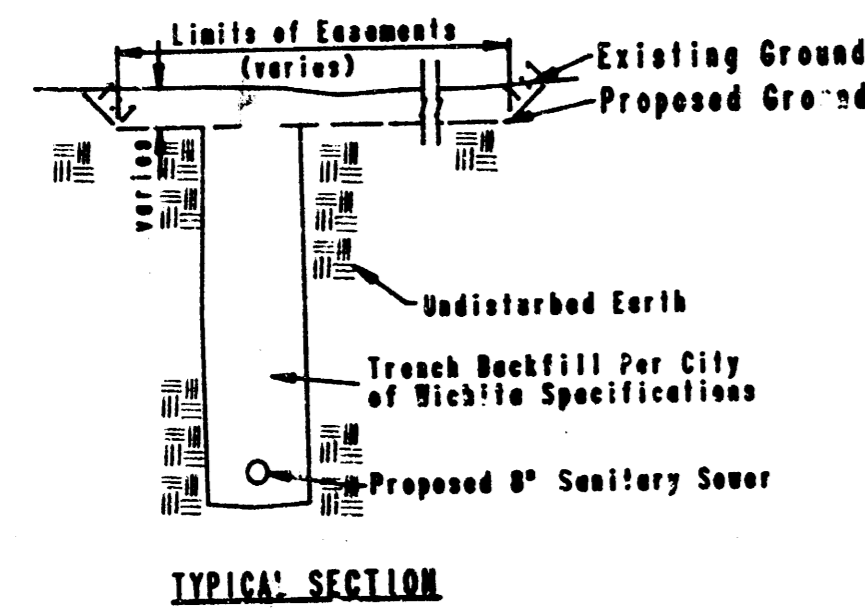 Limits of Easements
(varies)
Existing Ground
Proposed Ground
varies
Undisturbed Earth
Trench Backfill Per City
of Wichita Specifications
Proposed 8" Sanitary Sewer
TYPICAL SECTION